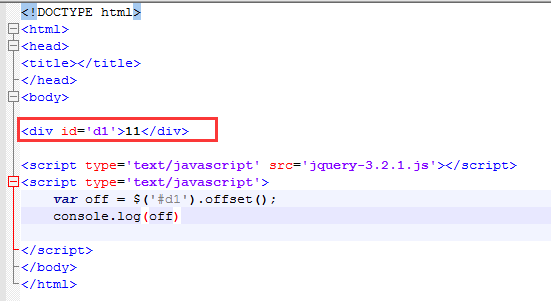 <!DOCTYPE html>
<html>
<head>
<title></title>
</head>
<body>
<div id='d1'>11</div>
<script type='text/javascript' src='jquery-3.2.1.js'></script>
<script type='text/javascript'>
var off = $('#d1').offset();
console.log(off)
</script>
</body>
</html>